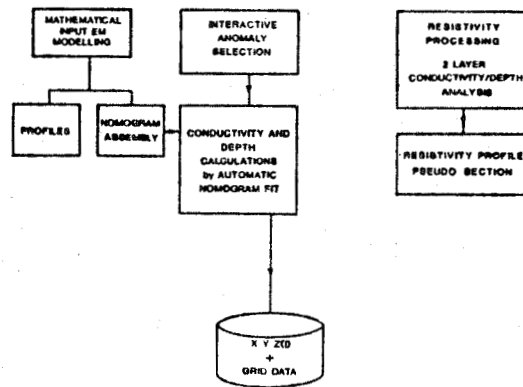 MATHEMATICAL
INPUT EM
MODELLING
PROFILES
NOMOGRAM
ASSEMBLY
INTERACTIVE
ANOMALY
SELECTION
CONDUCTIVITY AND
DEPTH
CALCULATIONS
by AUTOMATIC
NOMOGRAM FIT
X Y Z(I)
+
GRID DATA
RESISTIVITY
PROCESSING
2 LAYER
CONDUCTIVITY/DEPTH
ANALYSIS
RESISTIVITY PROFILE
PSEUDO SECTION